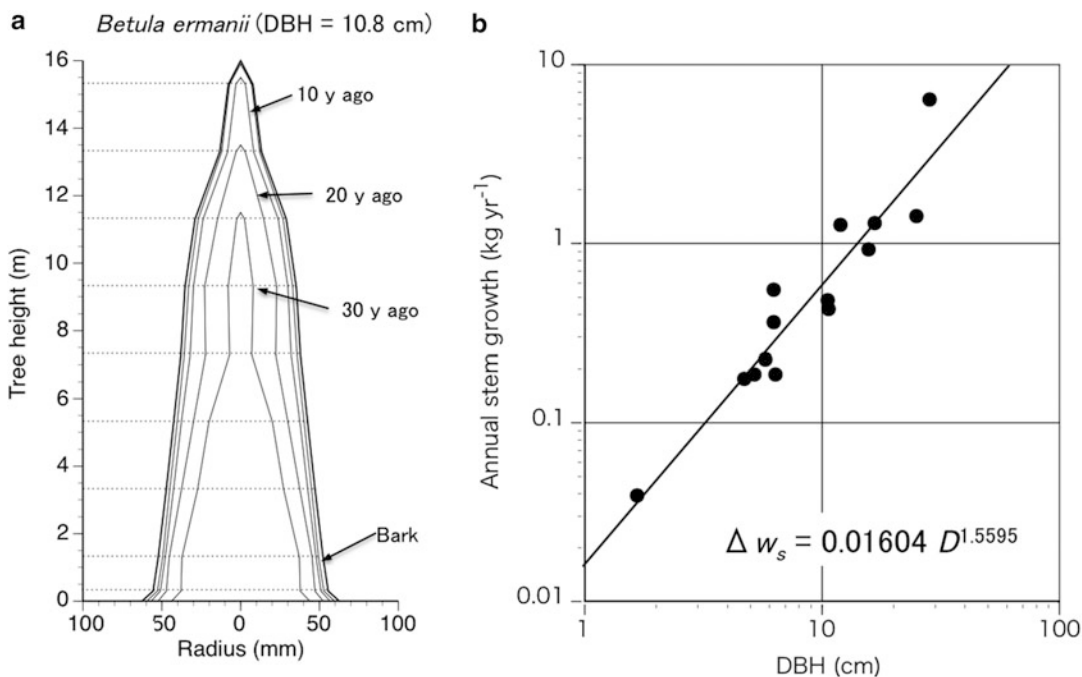 a
Betula ermanii (DBH = 10.8 cm)
16
14
12
10
8
6
4
2
0
Tree height (m)
10 y ago
20 y ago
30 y ago
Bark
100 50 0 50 100
Radius (mm)
b
10
1
0.1
0.01
Annual stem growth (kg yr⁻¹)
Δ wₛ = 0.01604 D¹·⁵⁵⁹⁵
1 10 100
DBH (cm)